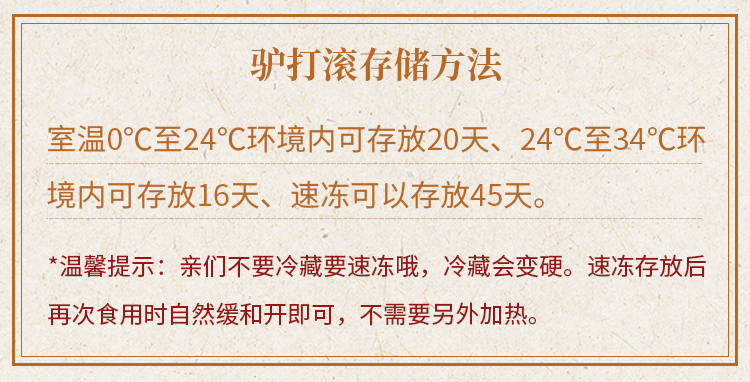 驴打滚存储方法
室温0℃至24℃环境内可存放20天、24℃至34℃环
境内可存放16天、速冻可以存放45天。
*温馨提示：亲们不要冷藏要速冻哦，冷藏会变硬。速冻存放后
再次食用时自然缓和开即可，不需要另外加热。